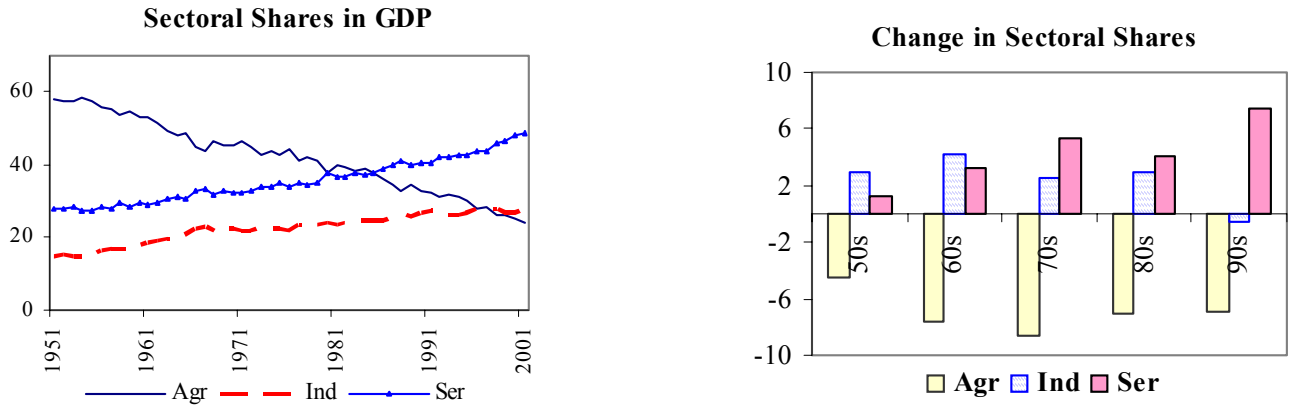 Sectoral Shares in GDP
60
40
20
0
1951
1961
1971
1981
1991
2001
Agr Ind Ser
Change in Sectoral Shares
10
6
2
-2
-6
-10
50s
60s
70s
80s
90s
Agr Ind Ser